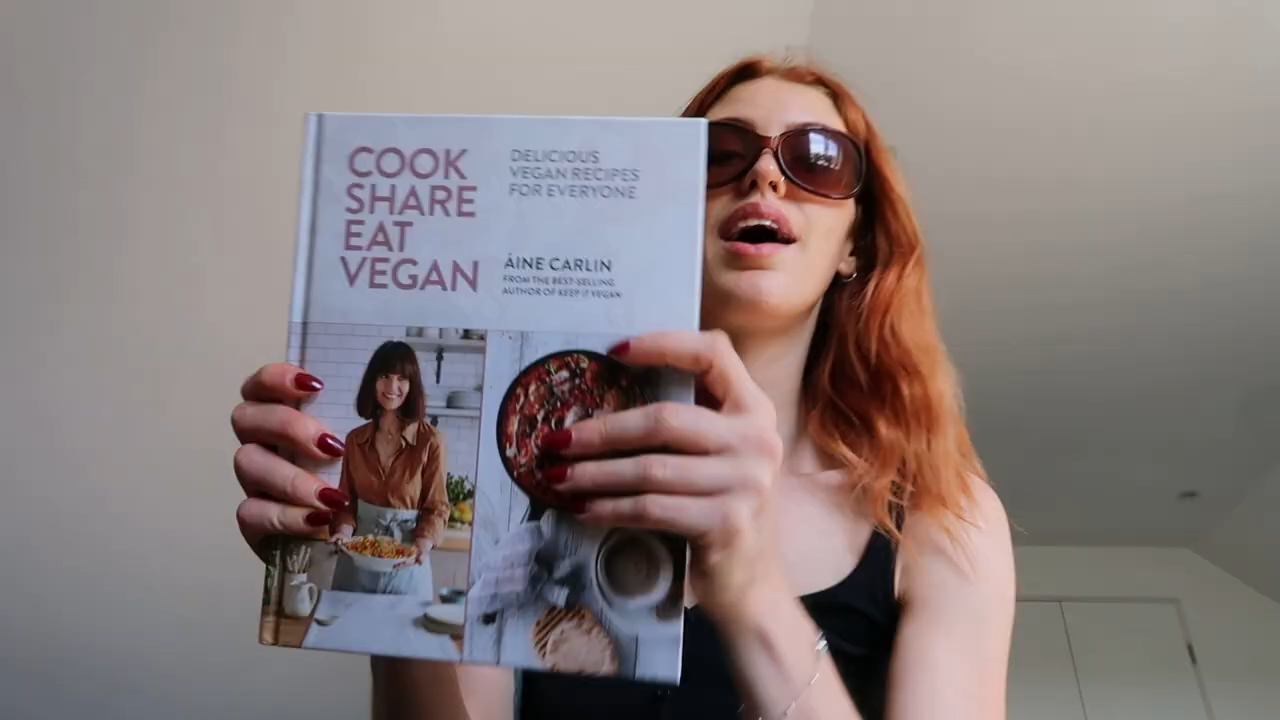 COOK
SHARE
EAT
VEGAN
DELICIOUS
VEGAN RECIPES
FOR EVERYONE
ÁINE CARLIN
FROM THE BEST-SELLING
AUTHOR OF KEEP IT VEGAN